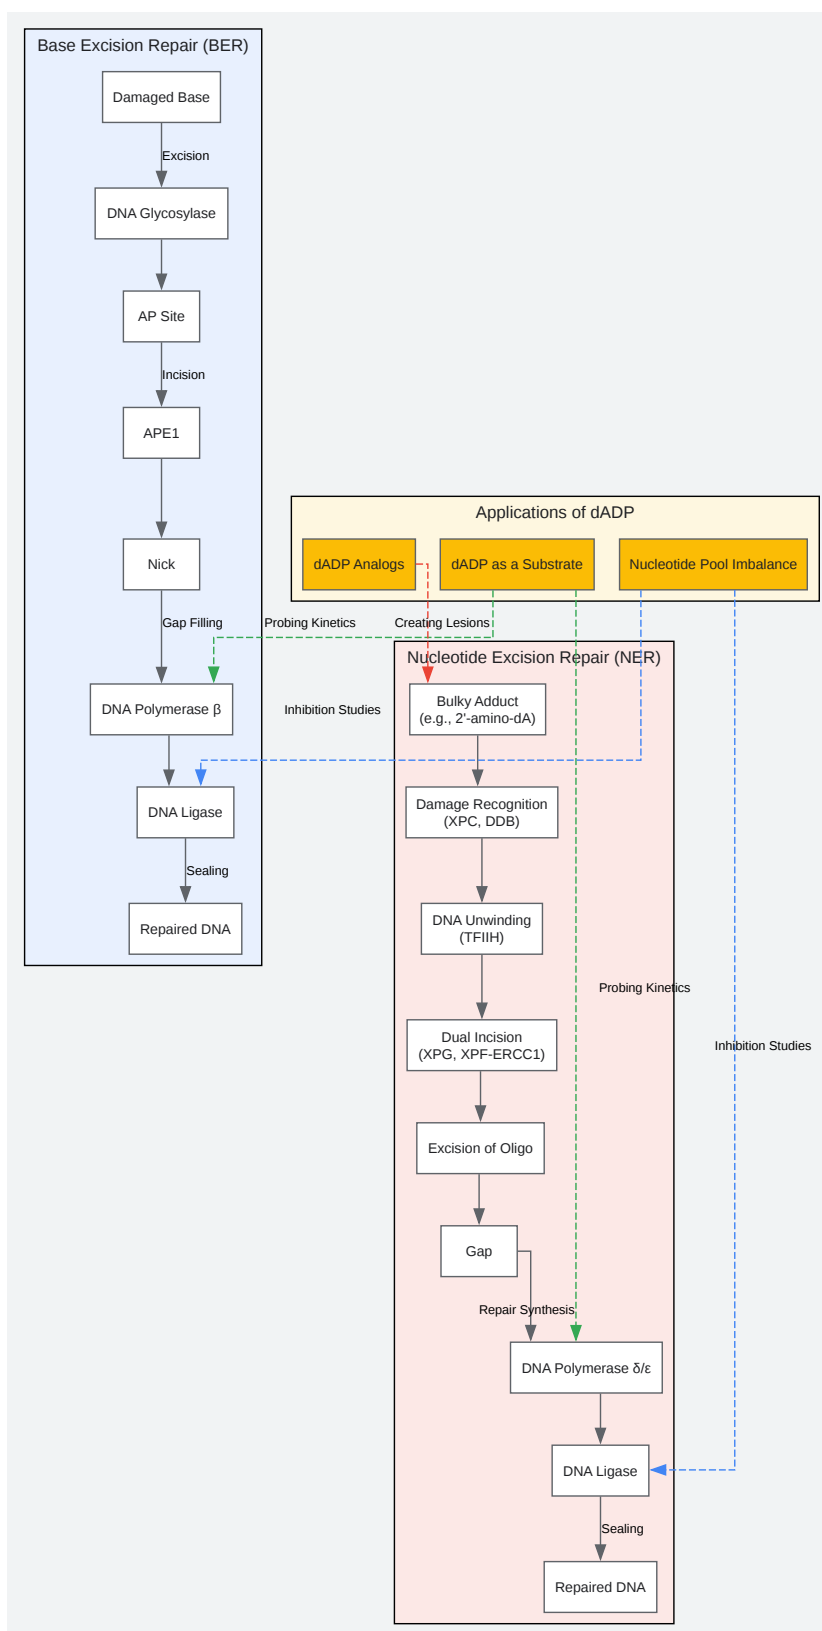 Base Excision Repair (BER)
Damaged Base
Excision
DNA Glycosylase
AP Site
Incision
APE1
Nick
Gap Filling
DNA Polymerase β
DNA Ligase
Sealing
Repaired DNA
Applications of dADP
dADP Analogs
dADP as a Substrate
Nucleotide Pool Imbalance
Probing Kinetics
Creating Lesions
Inhibition Studies
Nucleotide Excision Repair (NER)
Bulky Adduct
(e.g., 2'-amino-dA)
Damage Recognition
(XPC, DDB)
DNA Unwinding
(TFIIH)
Probing Kinetics
Inhibition Studies
Dual Incision
(XPG, XPF-ERCC1)
Excision of Oligo
Gap
Repair Synthesis
DNA Polymerase δ/ε
DNA Ligase
Sealing
Repaired DNA